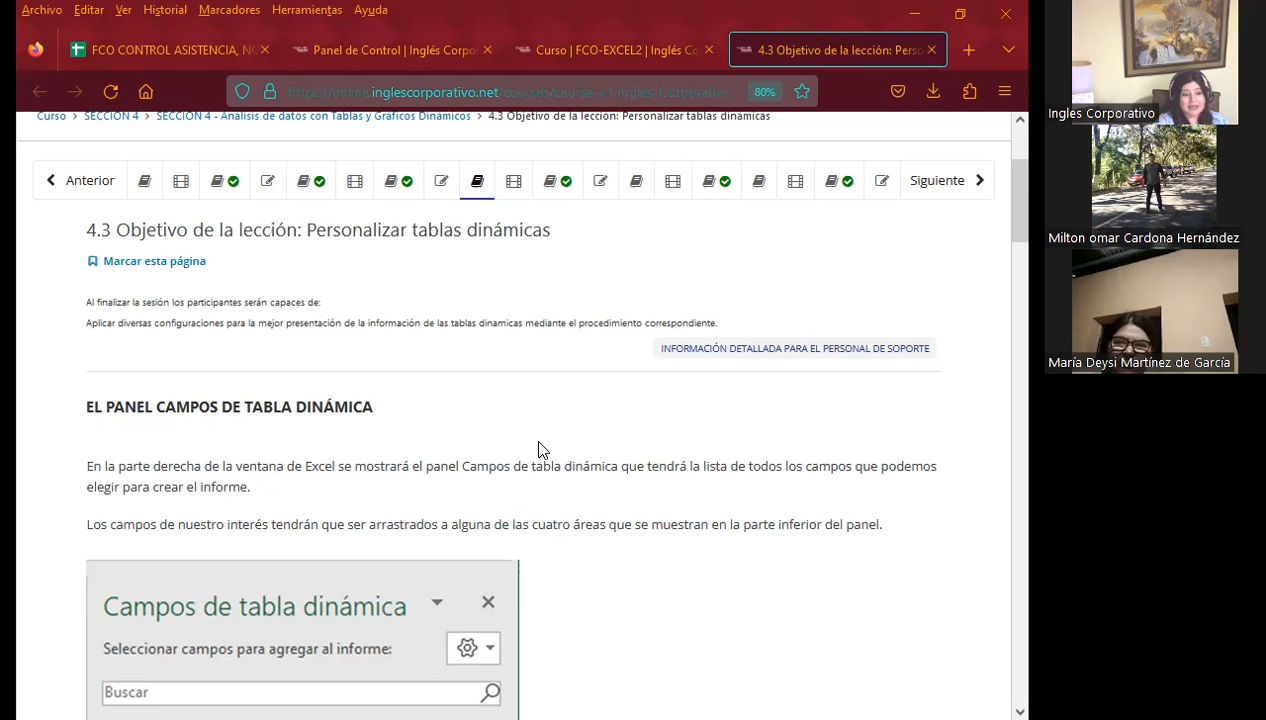 Archivo Editar Ver Historial Marcadores Herramientas Ayuda
FCO CONTROL ASISTENCIA, NO
Panel de Control | Inglés Corpor
Curso | FCO-EXCEL2 | Inglés Co
4.3 Objetivo de la lección: Perso
https://online.inglescorporativo.net/courses/course-v1:Ingles-Corporativo
80%
Curso > SECCIÓN 4 > SECCIÓN 4 - Análisis de datos con Tablas y Gráficos Dinámicos > 4.3 Objetivo de la lección: Personalizar tablas dinámicas
Anterior
Siguiente
4.3 Objetivo de la lección: Personalizar tablas dinámicas
Marcar esta página
Al finalizar la sesión los participantes serán capaces de:
Aplicar diversas configuraciones para la mejor presentación de la información de las tablas dinamicas mediante el procedimiento correspondiente.
INFORMACIÓN DETALLADA PARA EL PERSONAL DE SOPORTE
EL PANEL CAMPOS DE TABLA DINÁMICA
En la parte derecha de la ventana de Excel se mostrará el panel Campos de tabla dinámica que tendrá la lista de todos los campos que podemos
elegir para crear el informe.
Los campos de nuestro interés tendrán que ser arrastrados a alguna de las cuatro áreas que se muestran en la parte inferior del panel.
Campos de tabla dinámica
Seleccionar campos para agregar al informe:
Buscar
Ingles Corporativo
Milton omar Cardona Hernández
María Deysi Martínez de García